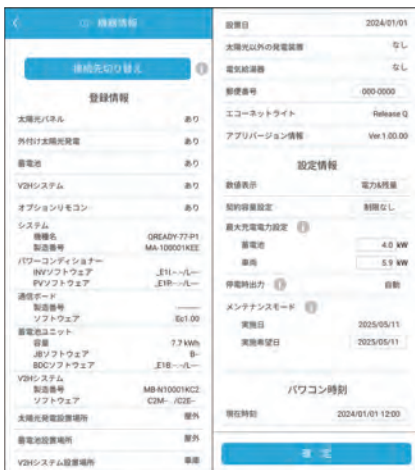 機器情報
接続先切り替え
登録情報
太陽光パネル あり
外付け太陽光発電 あり
蓄電池 あり
V2Hシステム あり
オプションリモコン あり
システム
機種名 QREADY-77-P1
製造番号 MA-100001KEE
パワーコンディショナー
INVソフトウェア
PVソフトウェア
通信ボード
製造番号
ソフトウェア Ec1.00
蓄電池ユニット
容量 7.7 kWh
JBソフトウェア B-
BDCソフトウェア
V2Hシステム
製造番号 MB-N10001KC2
ソフトウェア C2M- /C2E-
太陽光発電設置場所 屋外
蓄電池設置場所 屋外
V2Hシステム設置場所 車庫
設置日 2024/01/01
太陽光以外の発電装置 なし
電気給湯器 なし
郵便番号 000-0000
エコーネットライト Release Q
アプリバージョン情報 Ver.1.00.00
設定情報
数値表示 電力&残量
契約容量設定 制限なし
最大充電電力設定
蓄電池 4.0 kW
車両 5.9 kW
停電時出力 自動
メンテナンスモード
実施日 2025/05/11
実施希望日 2025/05/11
パワコン時刻
現在時刻 2024/01/01 12:00
確定